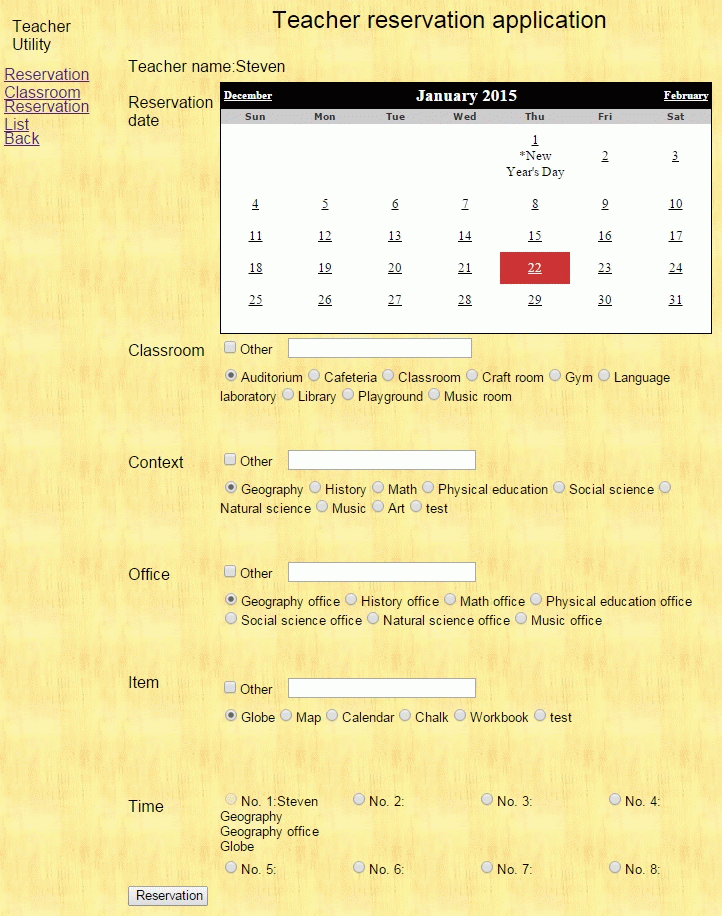 Teacher reservation application
Teacher
Utility
Reservation
Classroom
Reservation
List
Back
Teacher name:Steven
Reservation
date
December January 2015 February
Sun Mon Tue Wed Thu Fri Sat
1 2 3
*New
Year's Day
4 5 6 7 8 9 10
11 12 13 14 15 16 17
18 19 20 21 22 23 24
25 26 27 28 29 30 31
Classroom Other
Auditorium Cafeteria Classroom Craft room Gym Language
laboratory Library Playground Music room
Context Other
Geography History Math Physical education Social science
Natural science Music Art test
Office Other
Geography office History office Math office Physical education office
Social science office Natural science office Music office
Item Other
Globe Map Calendar Chalk Workbook test
Time No. 1:Steven No. 2: No. 3: No. 4:
Geography
Geography office
Globe
No. 5: No. 6: No. 7: No. 8:
Reservation